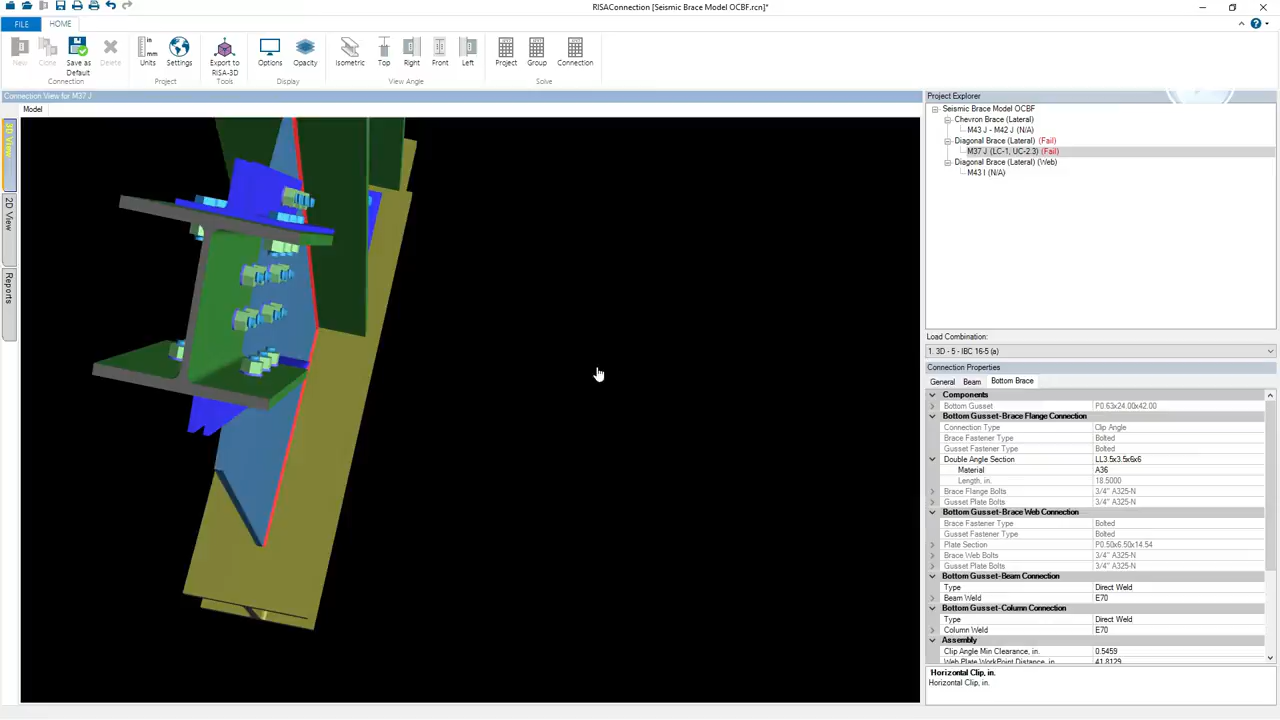 RISAConnection [Seismic Brace Model OCBF.rcn]*
FILE
HOME
New
Clone
Save as Default
Delete
Units
Settings
Export to RISA-3D
Options
Opacity
Isometric
Top
Right
Front
Left
Project
Group
Connection
Connection
Project
Tools
Display
View Angle
Solve
Connection View for M37 J
Model
3D View
2D View
Reports
Project Explorer
Seismic Brace Model OCBF
Chevron Brace (Lateral)
M43 J - M42 J (N/A)
Diagonal Brace (Lateral) (Fail)
M37 J (LC-1, UC-2.3) (Fail)
Diagonal Brace (Lateral) (Web)
M43 I (N/A)
Load Combination:
1. 3D - 5 - IBC 16-5 (a)
Connection Properties
General
Beam
Bottom Brace
Components
Bottom Gusset P0.63x24.00x42.00
Bottom Gusset-Brace Flange Connection
Connection Type Clip Angle
Brace Fastener Type Bolted
Gusset Fastener Type Bolted
Double Angle Section LL3.5x3.5x6x6
Material A36
Length, in. 18.5000
Brace Flange Bolts 3/4" A325-N
Gusset Plate Bolts 3/4" A325-N
Bottom Gusset-Brace Web Connection
Brace Fastener Type Bolted
Gusset Fastener Type Bolted
Plate Section P0.50x6.50x14.54
Brace Web Bolts 3/4" A325-N
Gusset Plate Bolts 3/4" A325-N
Bottom Gusset-Beam Connection
Type Direct Weld
Beam Weld E70
Bottom Gusset-Column Connection
Type Direct Weld
Column Weld E70
Assembly
Clip Angle Min Clearance, in. 0.5459
Web Plate WorkPoint Distance, in. 41.8129
Horizontal Clip, in.
Horizontal Clip, in.